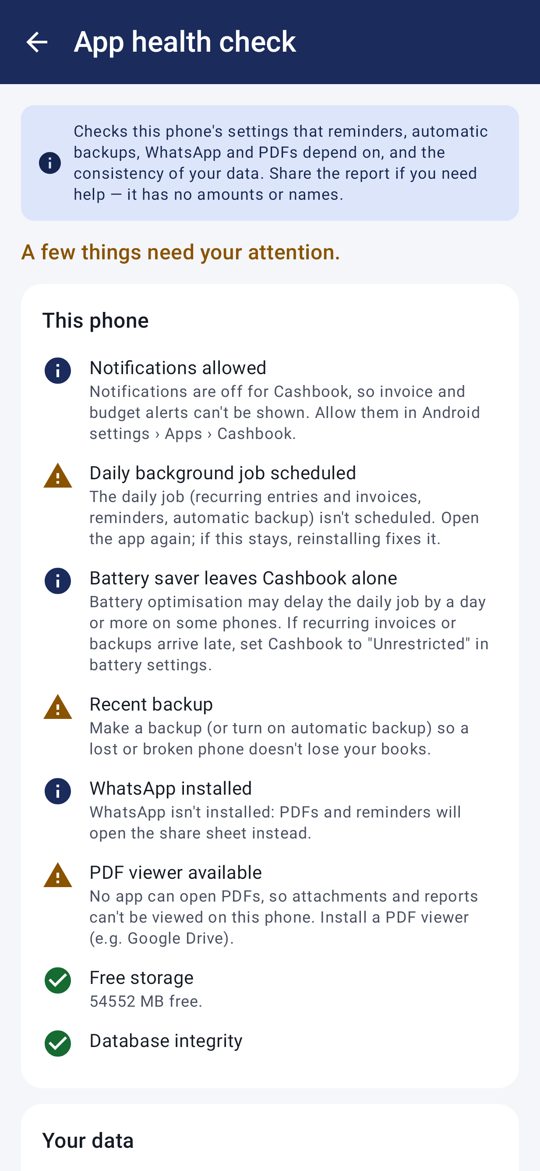 App health check
Checks this phone's settings that reminders, automatic
backups, WhatsApp and PDFs depend on, and the
consistency of your data. Share the report if you need
help — it has no amounts or names.
A few things need your attention.
This phone
Notifications allowed
Notifications are off for Cashbook, so invoice and
budget alerts can't be shown. Allow them in Android
settings › Apps › Cashbook.
Daily background job scheduled
The daily job (recurring entries and invoices,
reminders, automatic backup) isn't scheduled. Open
the app again; if this stays, reinstalling fixes it.
Battery saver leaves Cashbook alone
Battery optimisation may delay the daily job by a day
or more on some phones. If recurring invoices or
backups arrive late, set Cashbook to "Unrestricted" in
battery settings.
Recent backup
Make a backup (or turn on automatic backup) so a
lost or broken phone doesn't lose your books.
WhatsApp installed
WhatsApp isn't installed: PDFs and reminders will
open the share sheet instead.
PDF viewer available
No app can open PDFs, so attachments and reports
can't be viewed on this phone. Install a PDF viewer
(e.g. Google Drive).
Free storage
54552 MB free.
Database integrity
Your data